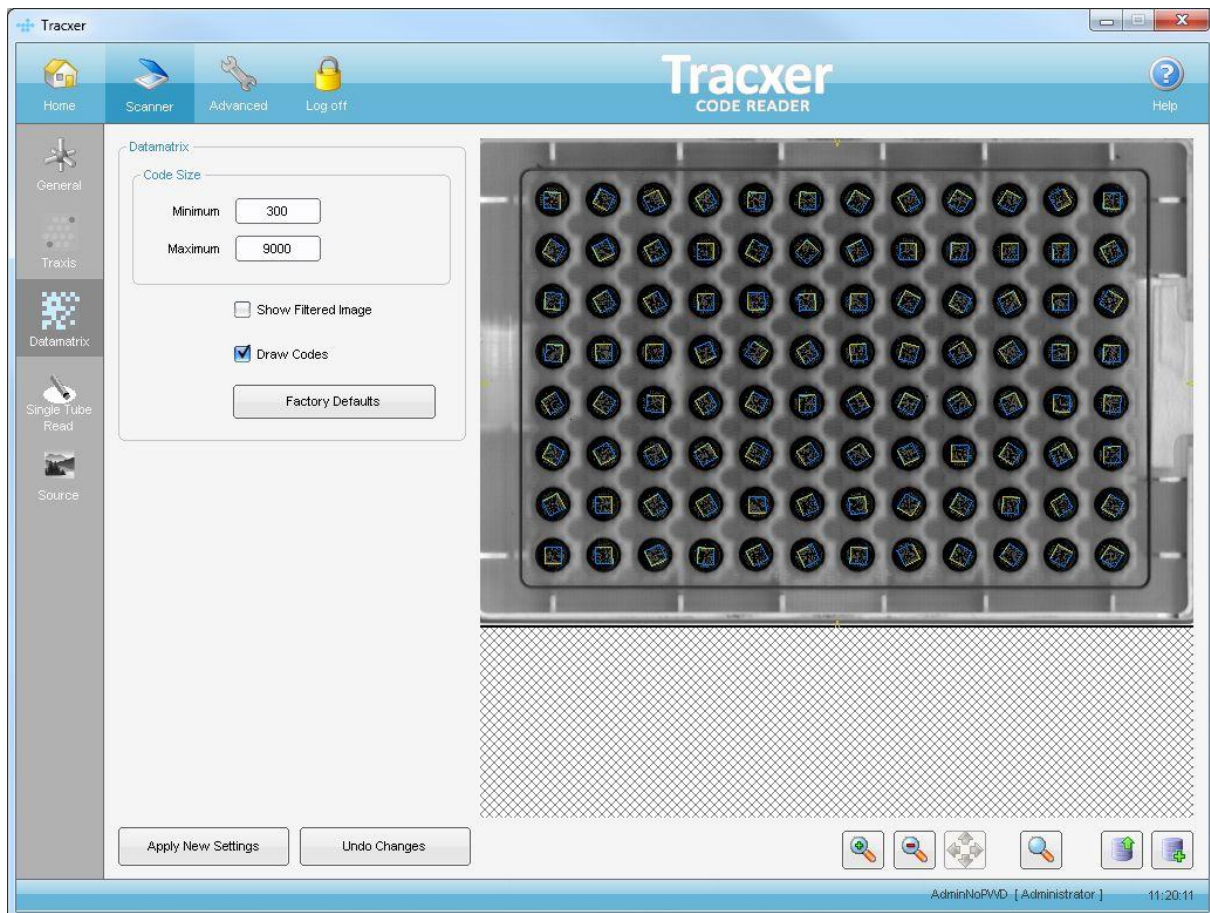 Tracxer
Home
Scanner
Advanced
Log off
Tracxer
CODE READER
Help
General
Traxis
Datamatrix
Single Tube
Read
Source
Datamatrix
Code Size
Minimum 300
Maximum 9000
Show Filtered Image
Draw Codes
Factory Defaults
Apply New Settings
Undo Changes
AdminNoPWD [ Administrator ] 11:20:11